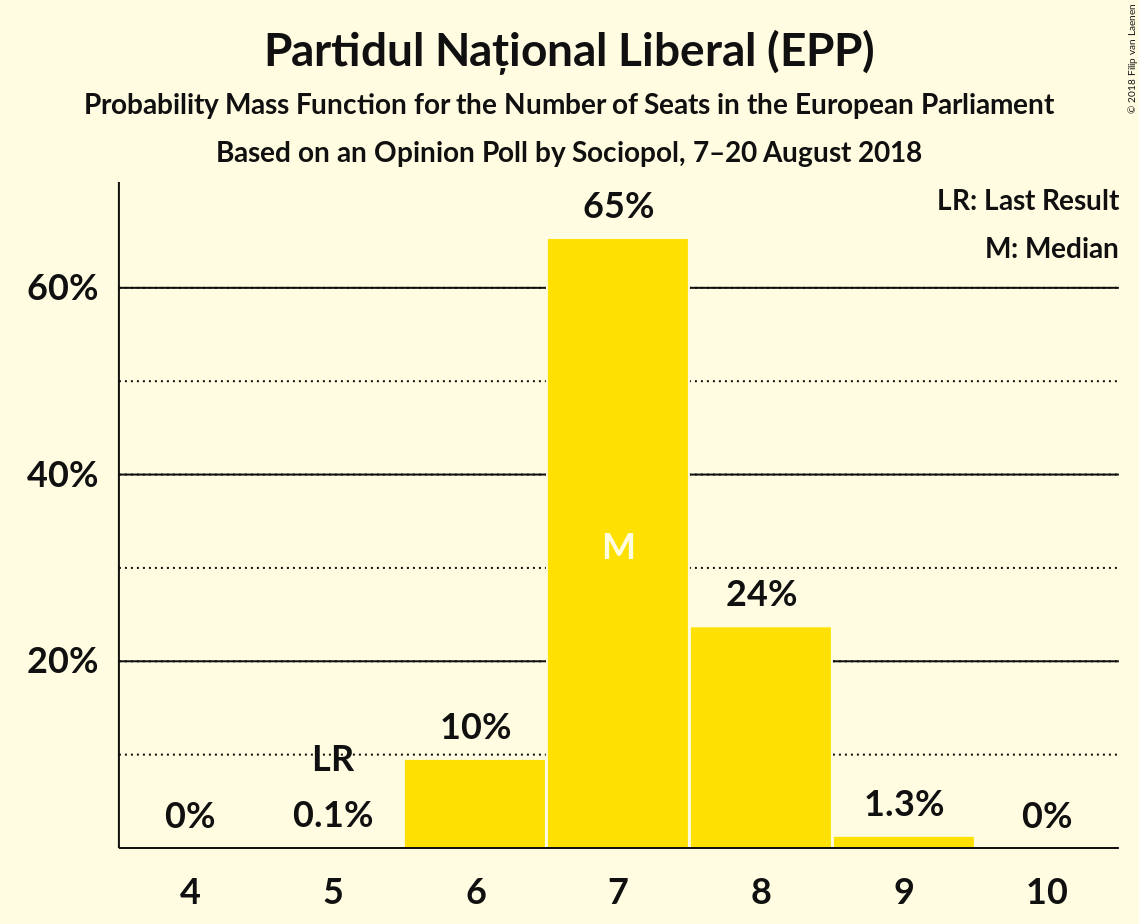 Partidul Național Liberal (EPP)
Probability Mass Function for the Number of Seats in the European Parliament
Based on an Opinion Poll by Sociopol, 7–20 August 2018
© 2018 Filip van Laenen
LR: Last Result
M: Median
60%
40%
20%
0%
LR
0.1%
10%
65%
M
24%
1.3%
0%
4
5
6
7
8
9
10